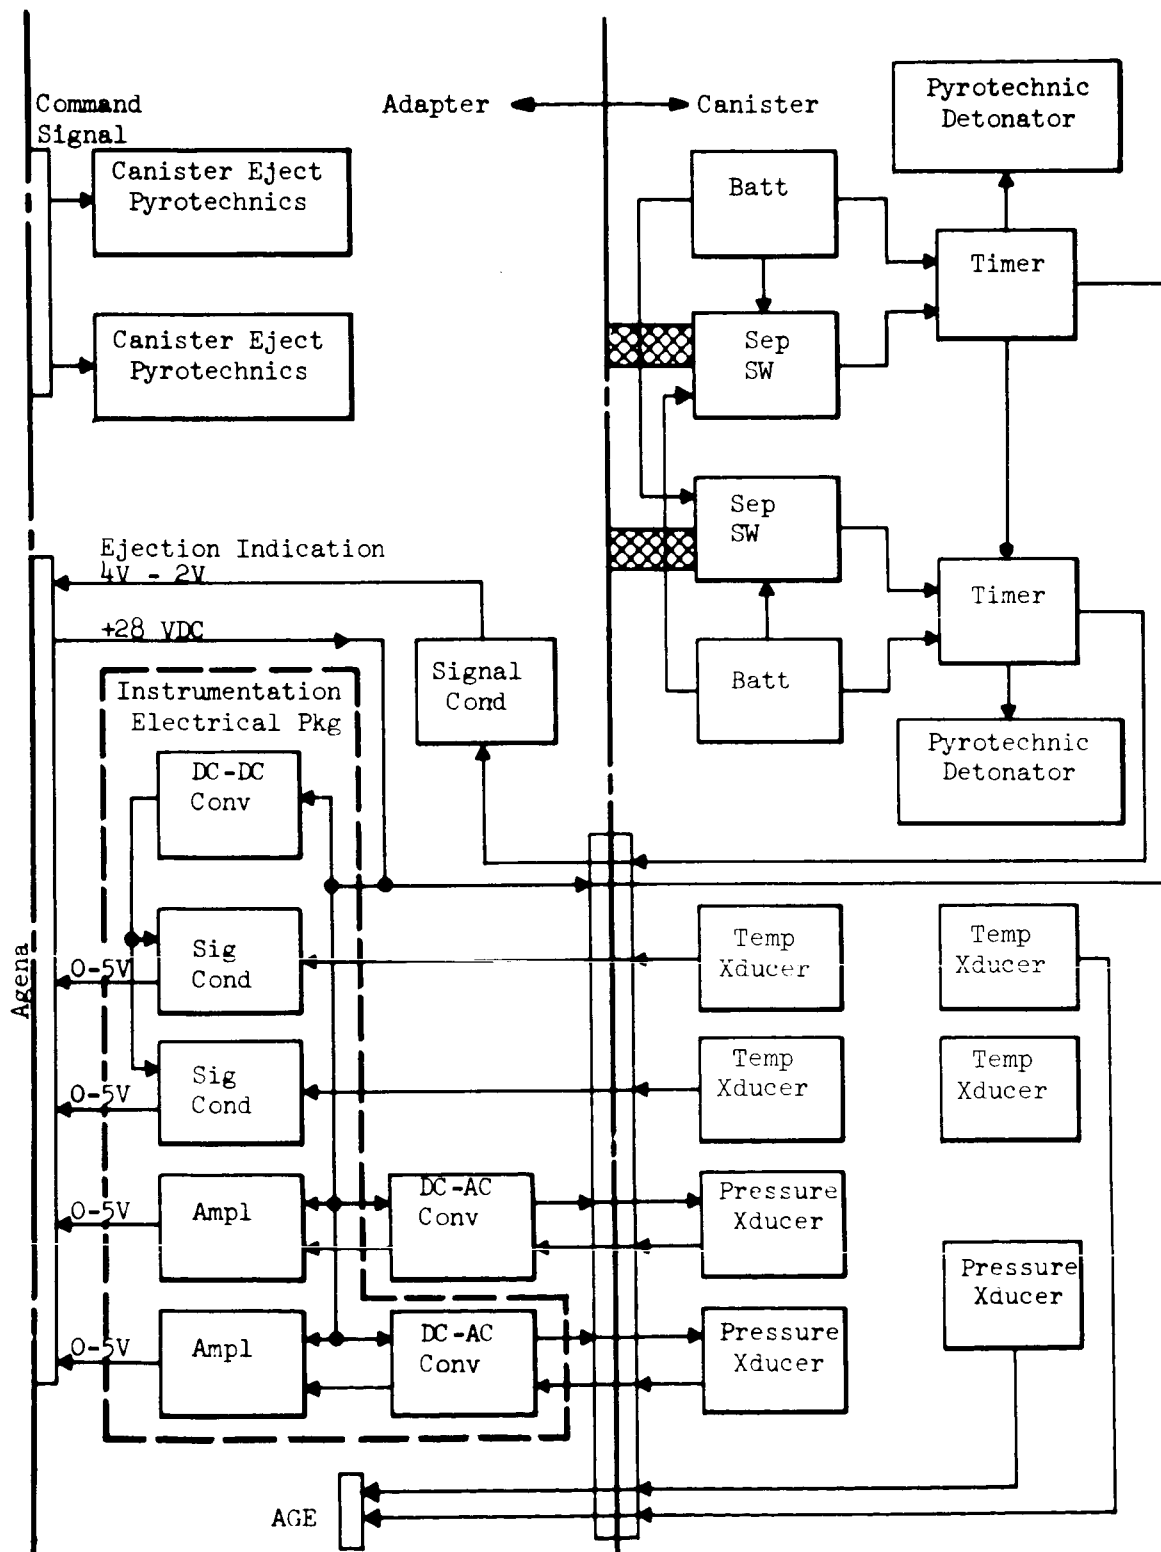 Command
Signal
Adapter
Canister
Pyrotechnic
Detonator
Canister Eject
Pyrotechnics
Batt
Timer
Canister Eject
Pyrotechnics
Sep
SW
Sep
SW
Ejection Indication
4V - 2V
+28 VDC
Timer
Signal
Cond
Batt
Instrumentation
Electrical Pkg
Pyrotechnic
Detonator
DC-DC
Conv
Agena
0-5V
Sig
Cond
Temp
Xducer
Temp
Xducer
0-5V
Sig
Cond
Temp
Xducer
Temp
Xducer
0-5V
Ampl
DC-AC
Conv
Pressure
Xducer
Pressure
Xducer
0-5V
Ampl
DC-AC
Conv
Pressure
Xducer
AGE